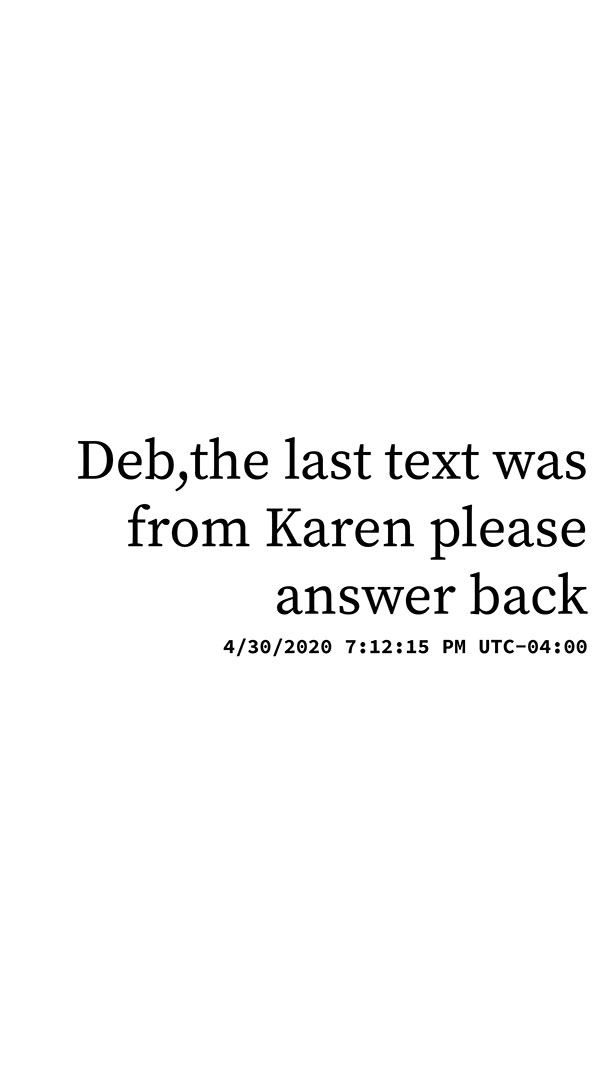 Deb,the last text was
from Karen please
answer back
4/30/2020 7:12:15 PM UTC−04:00